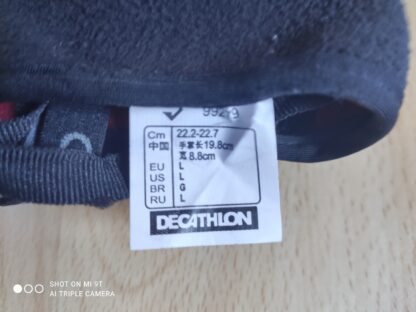 99279
Cm 22.2-22.7
中国 手掌长19.8cm
宽8.8cm
EU L
US L
BR G
RU L
DECATHLON
SHOT ON MI 9T
AI TRIPLE CAMERA